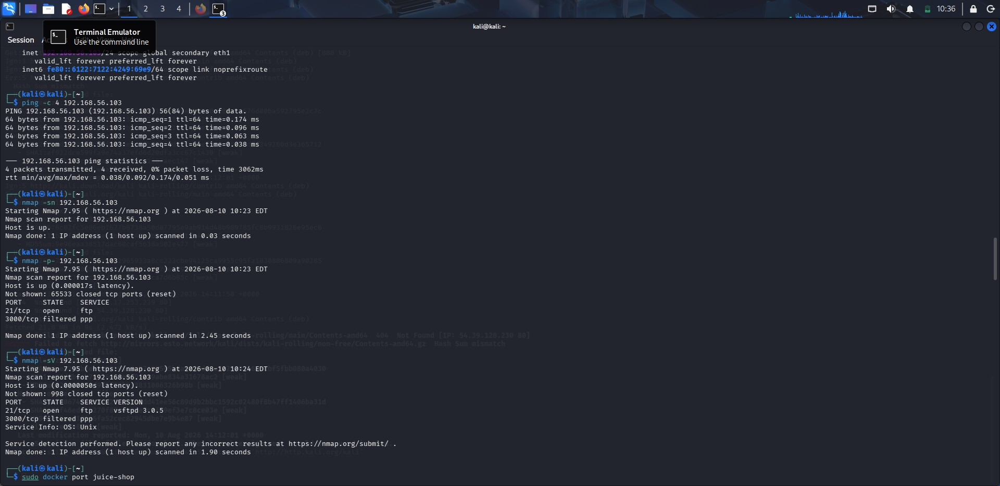 1 2 3 4
3
10:36
kali@kali: ~
Session
Terminal Emulator
Use the command line
inet 192.168.56.103/24 scope global secondary eth1
valid_lft forever preferred_lft forever
inet6 fe80::6122:7122:4249:69e9/64 scope link noprefixroute
valid_lft forever preferred_lft forever
┌──(kali㉿kali)-[~]
└─$ ping -c 4 192.168.56.103
PING 192.168.56.103 (192.168.56.103) 56(84) bytes of data.
64 bytes from 192.168.56.103: icmp_seq=1 ttl=64 time=0.174 ms
64 bytes from 192.168.56.103: icmp_seq=2 ttl=64 time=0.096 ms
64 bytes from 192.168.56.103: icmp_seq=3 ttl=64 time=0.063 ms
64 bytes from 192.168.56.103: icmp_seq=4 ttl=64 time=0.038 ms
--- 192.168.56.103 ping statistics ---
4 packets transmitted, 4 received, 0% packet loss, time 3062ms
rtt min/avg/max/mdev = 0.038/0.092/0.174/0.051 ms
┌──(kali㉿kali)-[~]
└─$ nmap -sn 192.168.56.103
Starting Nmap 7.95 ( https://nmap.org ) at 2026-08-10 10:23 EDT
Nmap scan report for 192.168.56.103
Host is up.
Nmap done: 1 IP address (1 host up) scanned in 0.03 seconds
┌──(kali㉿kali)-[~]
└─$ nmap -p- 192.168.56.103
Starting Nmap 7.95 ( https://nmap.org ) at 2026-08-10 10:23 EDT
Nmap scan report for 192.168.56.103
Host is up (0.000017s latency).
Not shown: 65533 closed tcp ports (reset)
PORT     STATE    SERVICE
21/tcp   open     ftp
3000/tcp filtered ppp
Nmap done: 1 IP address (1 host up) scanned in 2.45 seconds
┌──(kali㉿kali)-[~]
└─$ nmap -sV 192.168.56.103
Starting Nmap 7.95 ( https://nmap.org ) at 2026-08-10 10:24 EDT
Nmap scan report for 192.168.56.103
Host is up (0.0000050s latency).
Not shown: 998 closed tcp ports (reset)
PORT     STATE    SERVICE VERSION
21/tcp   open     ftp     vsftpd 3.0.5
3000/tcp filtered ppp
Service Info: OS: Unix
Service detection performed. Please report any incorrect results at https://nmap.org/submit/ .
Nmap done: 1 IP address (1 host up) scanned in 1.90 seconds
┌──(kali㉿kali)-[~]
└─$ sudo docker port juice-shop